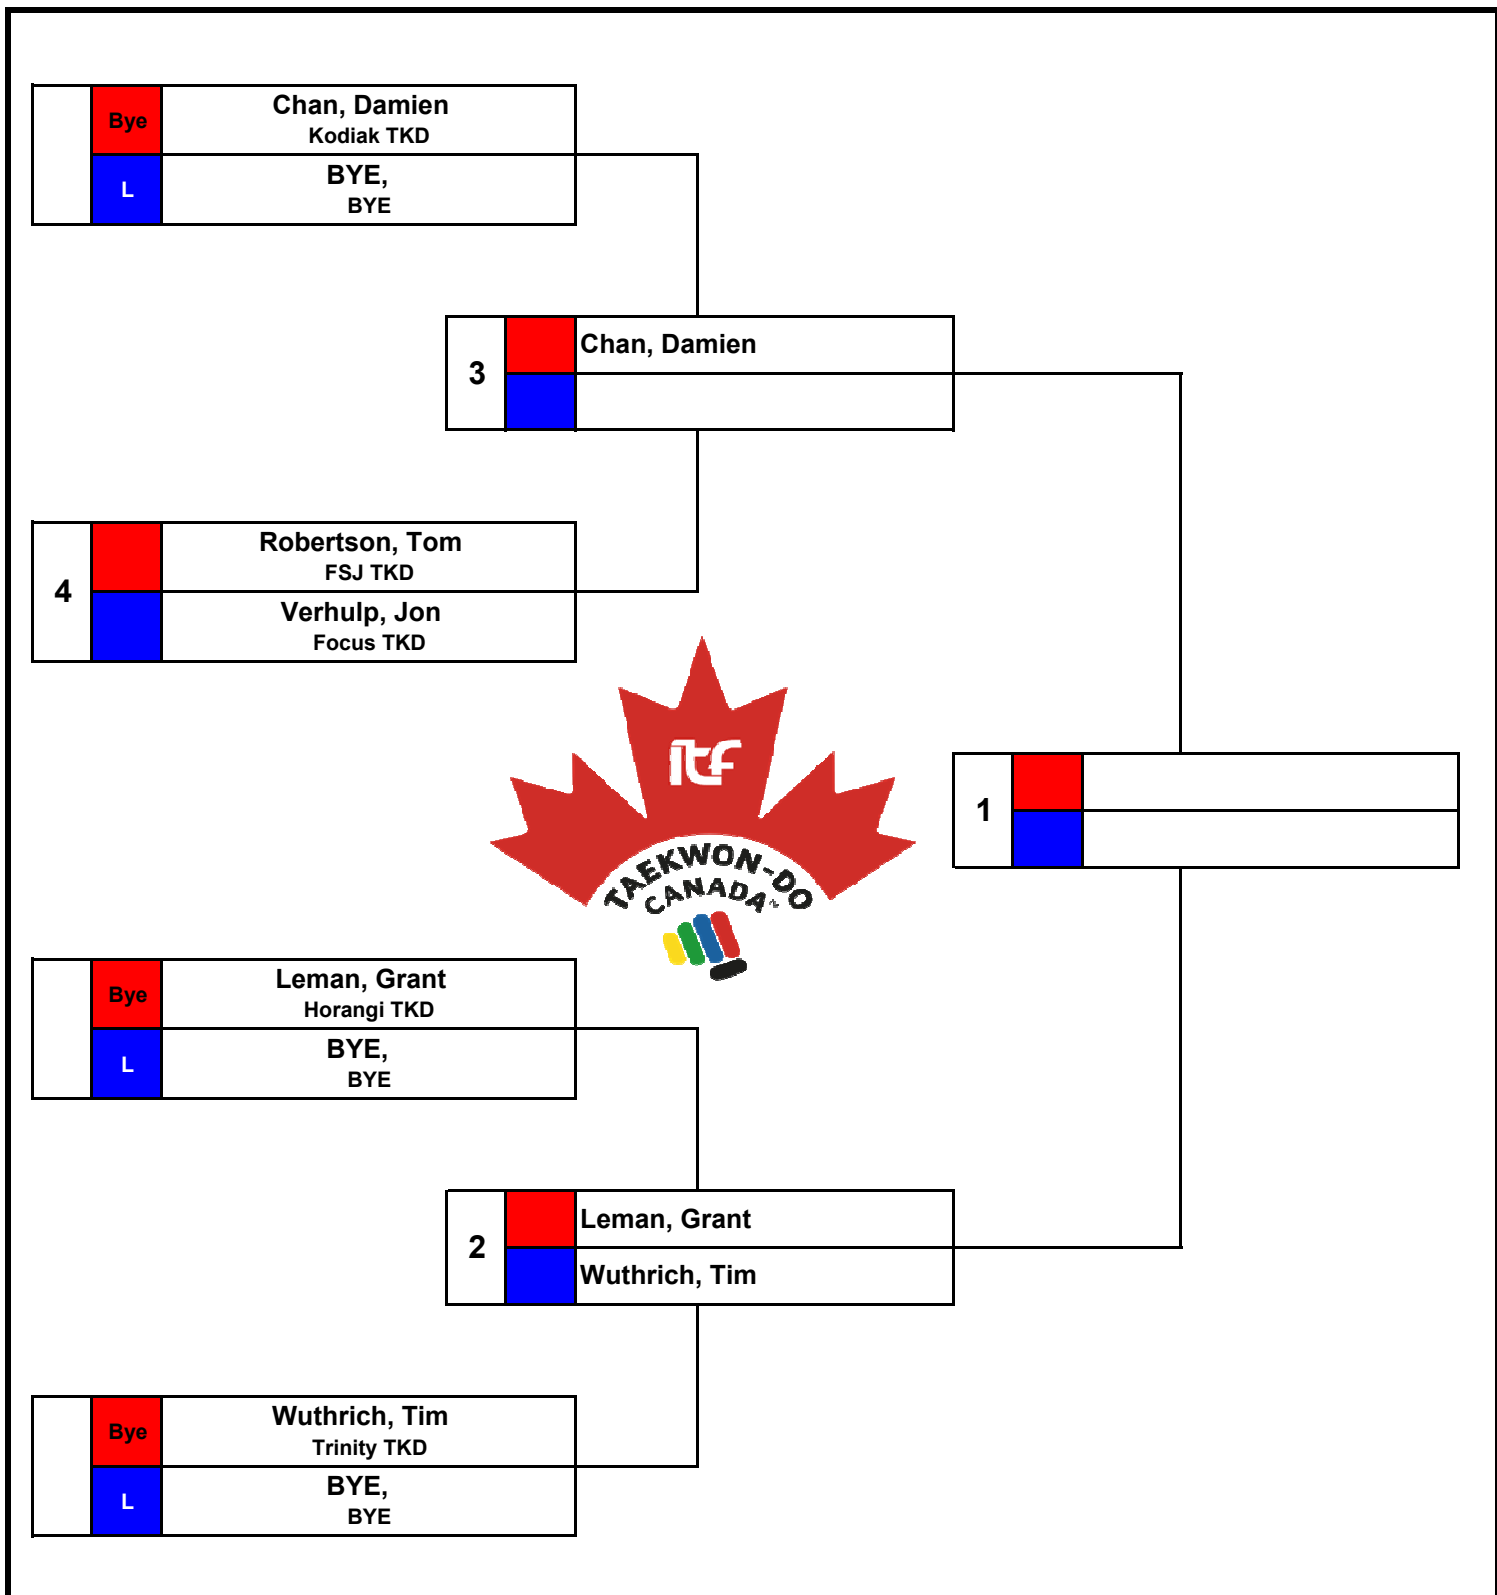 Bye
Chan, Damien
Kodiak TKD
L
BYE,
BYE
3
Chan, Damien
4
Robertson, Tom
FSJ TKD
Verhulp, Jon
Focus TKD
itf
TAEKWON-DO
CANADA
1
Bye
Leman, Grant
Horangi TKD
L
BYE,
BYE
2
Leman, Grant
Wuthrich, Tim
Bye
Wuthrich, Tim
Trinity TKD
L
BYE,
BYE